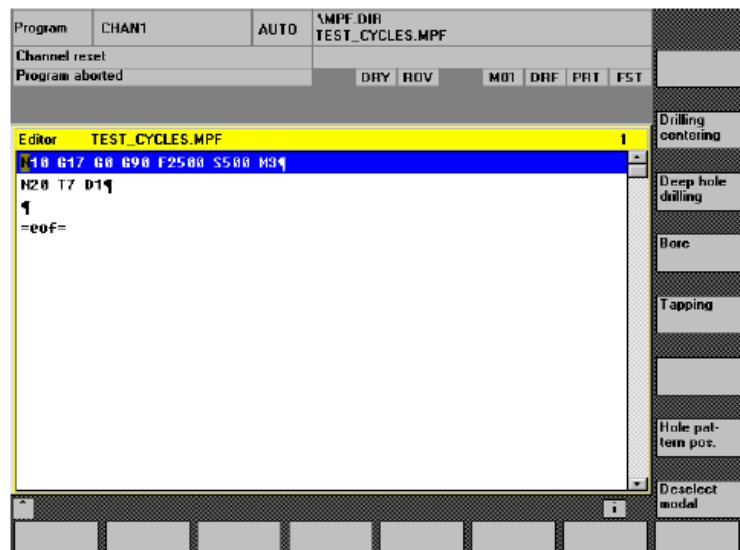 Program CHAN1 AUTO \MPF.DIR
TEST_CYCLES.MPF
Channel reset
Program aborted DRY ROV M01 DRF PRT FST
Editor TEST_CYCLES.MPF 1
N10 G17 G0 G90 F2500 S500 M3¶
N20 T7 D1¶
¶
=eof=
Drilling
centering
Deep hole
drilling
Bore
Tapping
Hole pat-
tern pos.
Deselect
modal
^ i